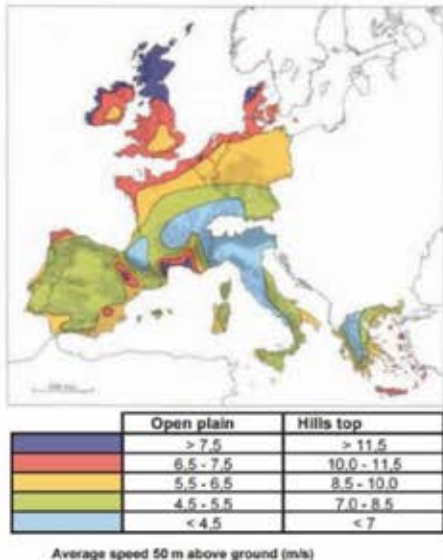 Open plain Hills top
> 7,5 > 11,5
6,5 - 7,5 10,0 - 11,5
5,5 - 6,5 8,5 - 10,0
4,5 - 5,5 7,0 - 8,5
< 4,5 < 7
Average speed 50 m above ground (m/s)